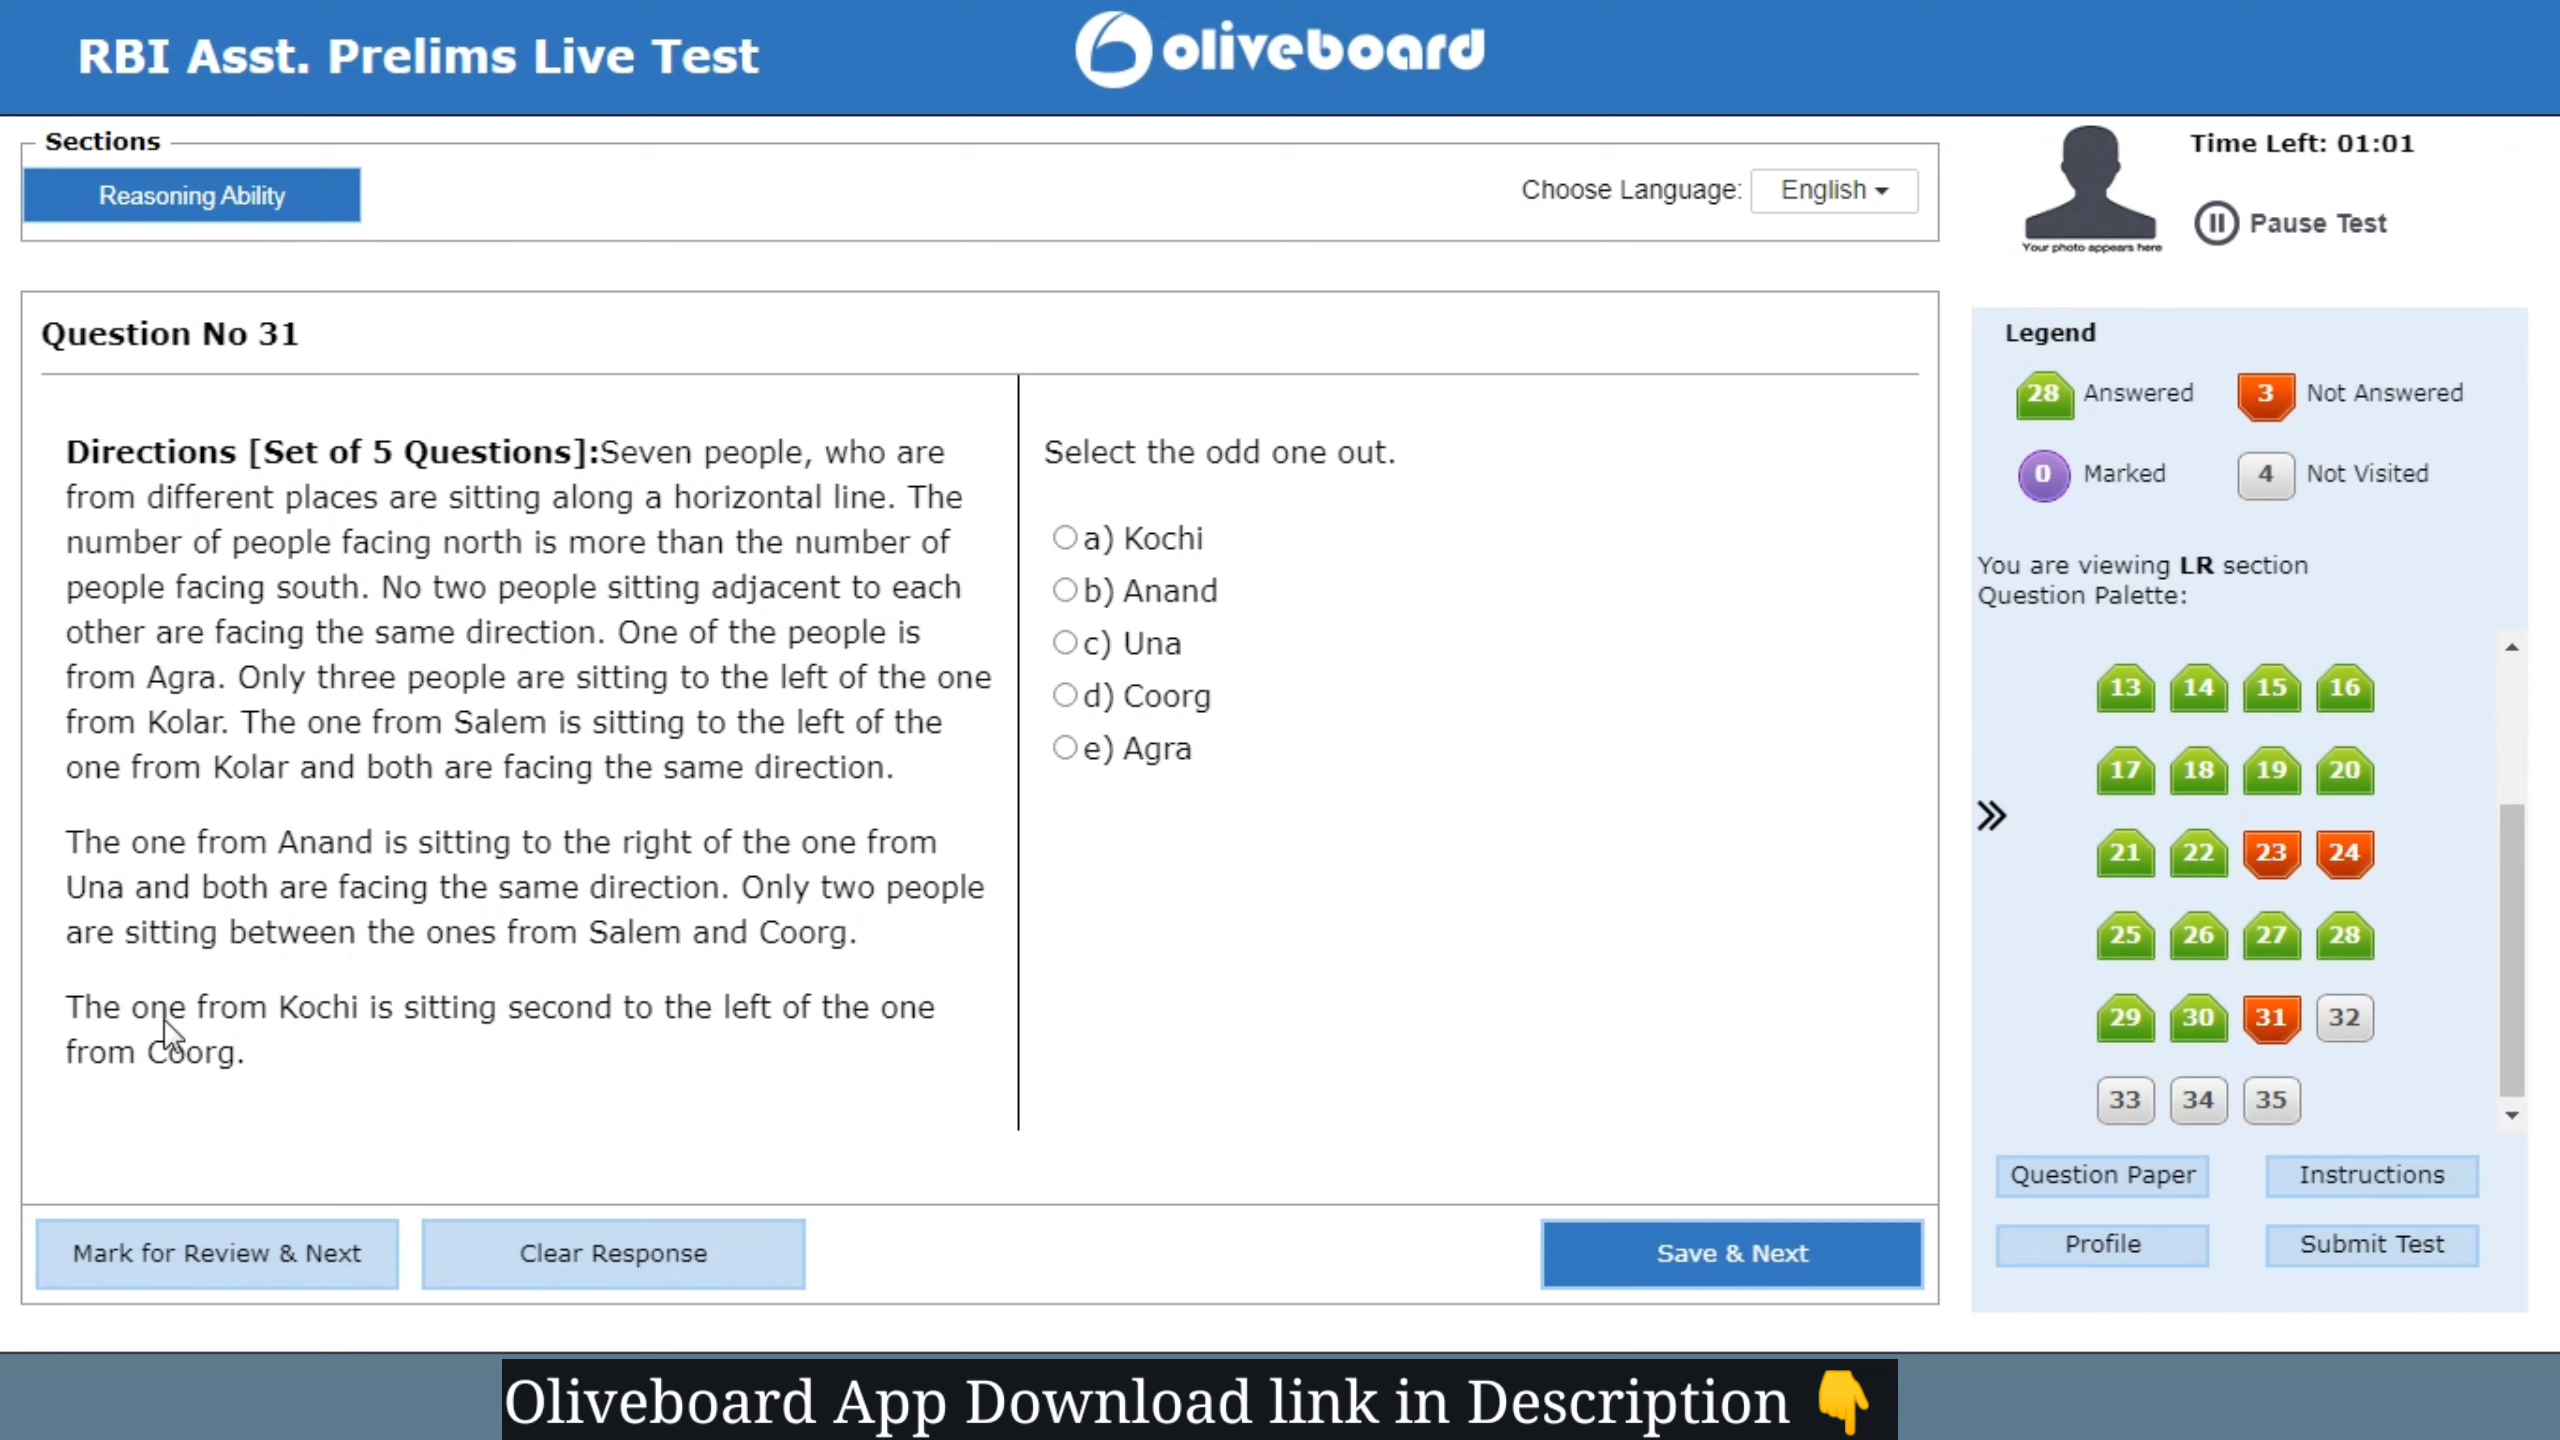 RBI Asst. Prelims Live Test
oliveboard
Sections
Reasoning Ability
Choose Language:
English
Time Left: 01:01
Pause Test
Your photo appears here
Question No 31
Directions [Set of 5 Questions]:Seven people, who are
from different places are sitting along a horizontal line. The
number of people facing north is more than the number of
people facing south. No two people sitting adjacent to each
other are facing the same direction. One of the people is
from Agra. Only three people are sitting to the left of the one
from Kolar. The one from Salem is sitting to the left of the
one from Kolar and both are facing the same direction.
The one from Anand is sitting to the right of the one from
Una and both are facing the same direction. Only two people
are sitting between the ones from Salem and Coorg.
The one from Kochi is sitting second to the left of the one
from Coorg.
Select the odd one out.
a) Kochi
b) Anand
c) Una
d) Coorg
e) Agra
Mark for Review & Next
Clear Response
Save & Next
Legend
28 Answered
3 Not Answered
0 Marked
4 Not Visited
You are viewing LR section
Question Palette:
13 14 15 16
17 18 19 20
21 22 23 24
25 26 27 28
29 30 31 32
33 34 35
Question Paper
Instructions
Profile
Submit Test
Oliveboard App Download link in Description 👇